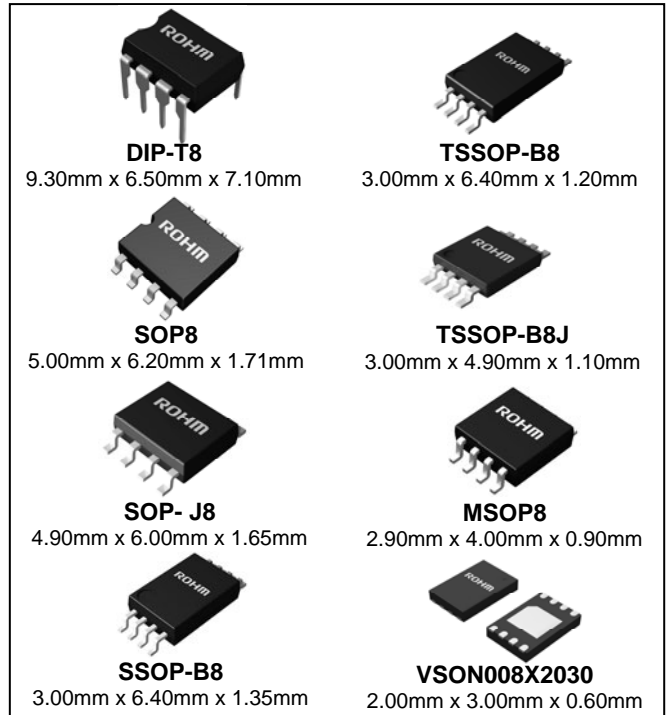 ROHM
DIP-T8
9.30mm x 6.50mm x 7.10mm
ROHM
TSSOP-B8
3.00mm x 6.40mm x 1.20mm
ROHM
SOP8
5.00mm x 6.20mm x 1.71mm
ROHM
TSSOP-B8J
3.00mm x 4.90mm x 1.10mm
ROHM
SOP- J8
4.90mm x 6.00mm x 1.65mm
ROHM
MSOP8
2.90mm x 4.00mm x 0.90mm
ROHM
SSOP-B8
3.00mm x 6.40mm x 1.35mm
ROHM
VSON008X2030
2.00mm x 3.00mm x 0.60mm